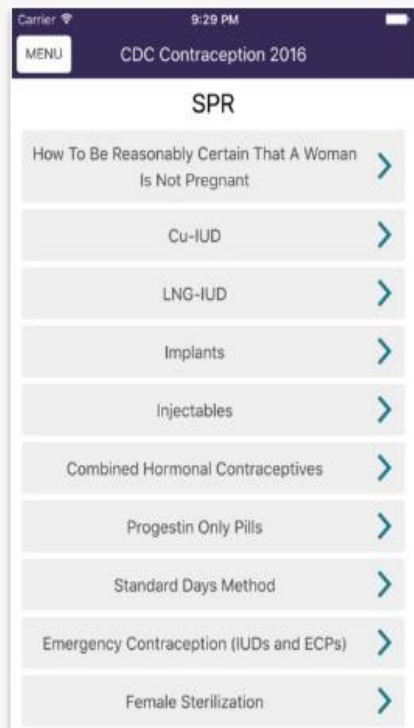 Carrier 9:29 PM
MENU CDC Contraception 2016
SPR
How To Be Reasonably Certain That A Woman
Is Not Pregnant
Cu-IUD
LNG-IUD
Implants
Injectables
Combined Hormonal Contraceptives
Progestin Only Pills
Standard Days Method
Emergency Contraception (IUDs and ECPs)
Female Sterilization